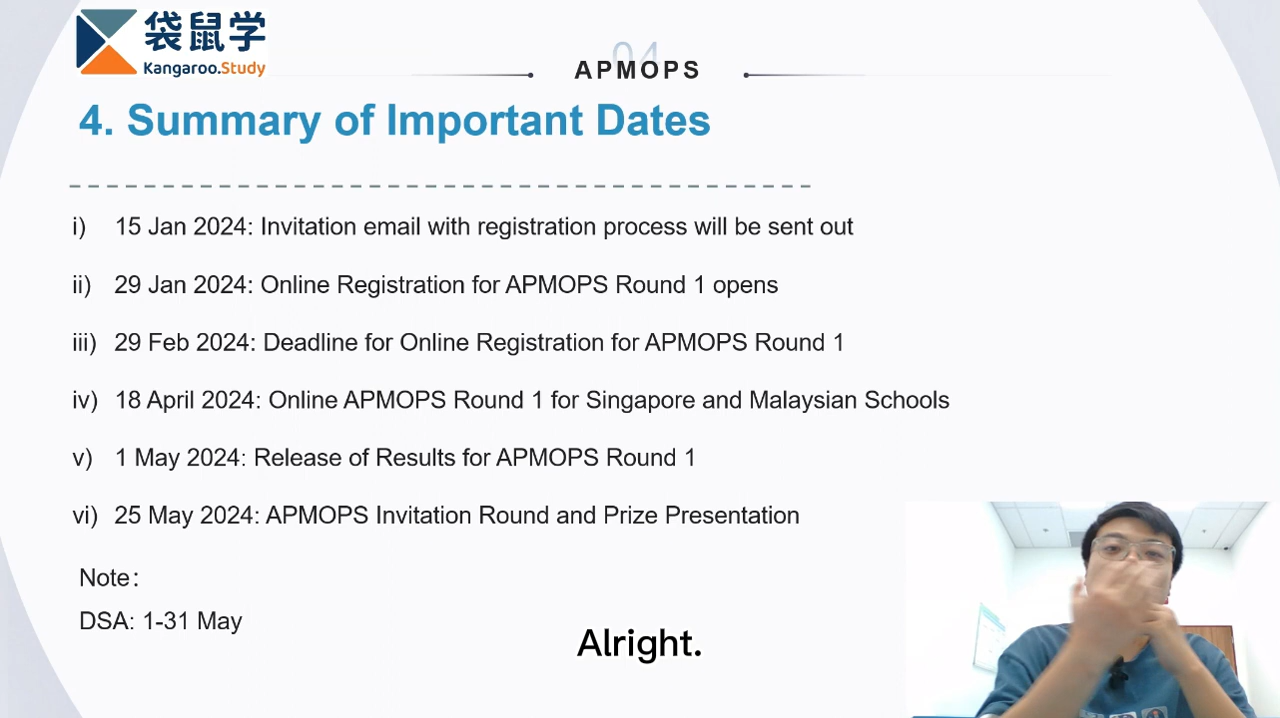 袋鼠学
Kangaroo.Study
04
APMOPS
4. Summary of Important Dates
i) 15 Jan 2024: Invitation email with registration process will be sent out
ii) 29 Jan 2024: Online Registration for APMOPS Round 1 opens
iii) 29 Feb 2024: Deadline for Online Registration for APMOPS Round 1
iv) 18 April 2024: Online APMOPS Round 1 for Singapore and Malaysian Schools
v) 1 May 2024: Release of Results for APMOPS Round 1
vi) 25 May 2024: APMOPS Invitation Round and Prize Presentation
Note：
DSA: 1-31 May
Alright.